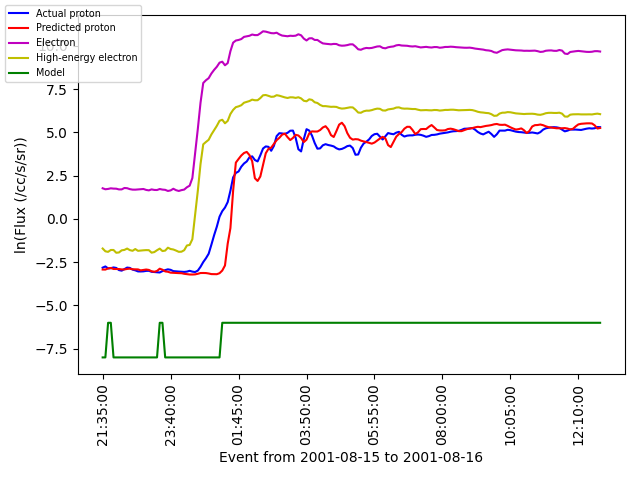 Actual proton
Predicted proton
Electron
High-energy electron
Model
10.0
7.5
5.0
2.5
0.0
−2.5
−5.0
−7.5
ln(Flux (/cc/s/sr))
21:35:00
23:40:00
01:45:00
03:50:00
05:55:00
08:00:00
10:05:00
12:10:00
Event from 2001-08-15 to 2001-08-16